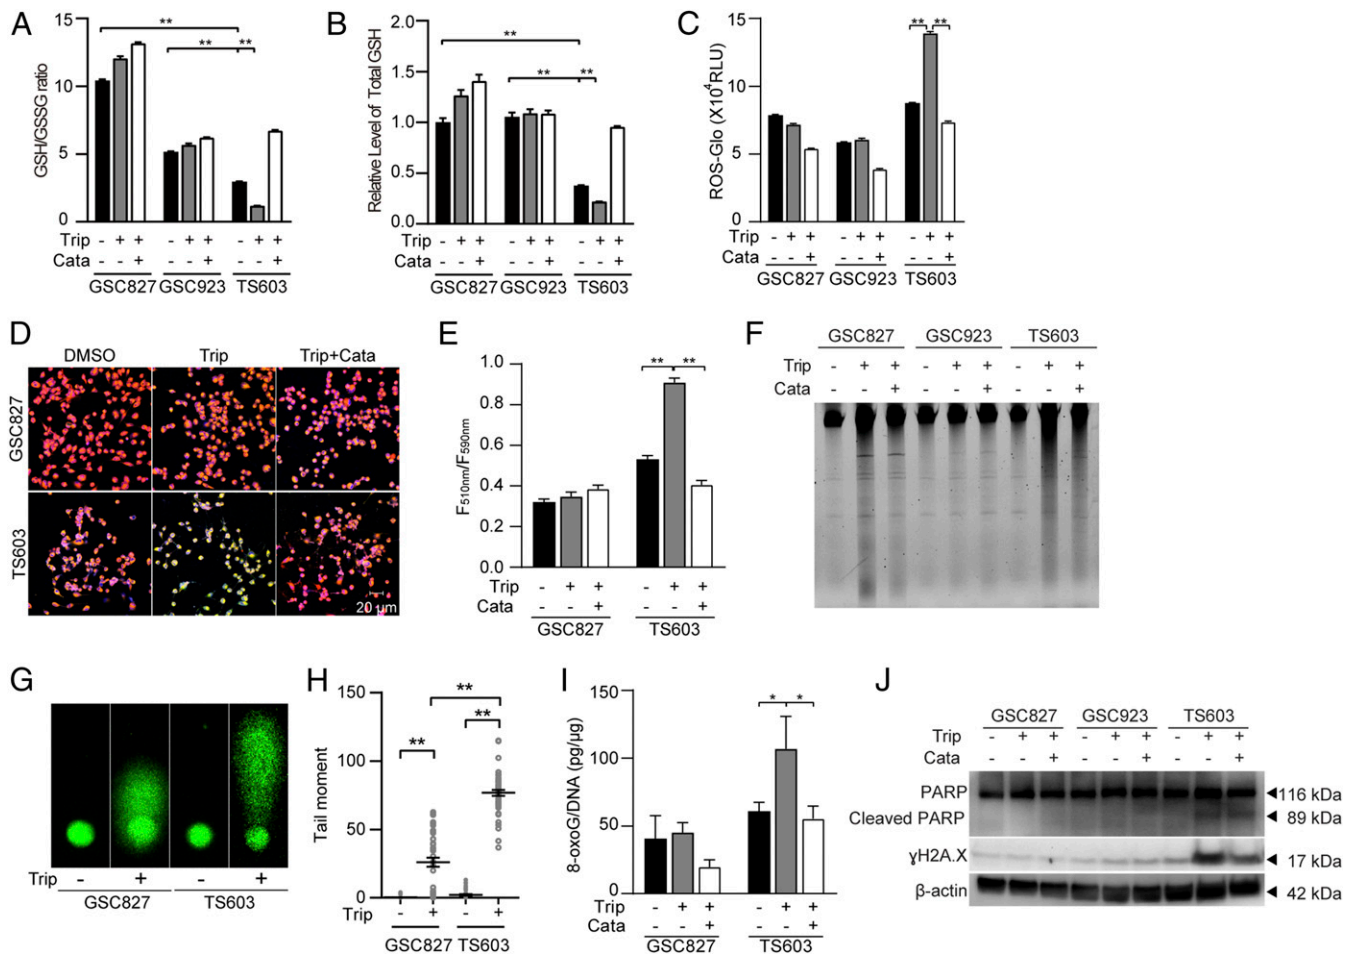 A
GSH/GSSG ratio
15
10
5
0
** ** **
Trip - + + - + + - + +
Cata + + +
GSC827 GSC923 TS603
B
Relative Level of Total GSH
2.0
1.5
1.0
0.5
0.0
** ** **
Trip - + + - + + - + +
Cata + + +
GSC827 GSC923 TS603
C
ROS-Glo (X10⁴RLU)
15
10
5
0
** **
Trip - + + - + + - + +
Cata + + +
GSC827 GSC923 TS603
D
DMSO Trip Trip+Cata
GSC827
TS603
20 µm
E
F510nm/F590nm
1.0
0.8
0.6
0.4
0.2
0.0
** **
Trip - + + - + +
Cata + +
GSC827 TS603
F
GSC827 GSC923 TS603
Trip - + + - + + - + +
Cata + + +
G
Trip - + - +
GSC827 TS603
H
Tail moment
150
100
50
0
** ** **
Trip - + - +
GSC827 TS603
I
8-oxoG/DNA (pg/µg)
150
100
50
0
* *
Trip - + + - + +
Cata + +
GSC827 TS603
J
GSC827 GSC923 TS603
Trip - + + - + + - + +
Cata + + +
PARP ◄116 kDa
Cleaved PARP ◄ 89 kDa
ɣH2A.X ◄ 17 kDa
β-actin ◄ 42 kDa